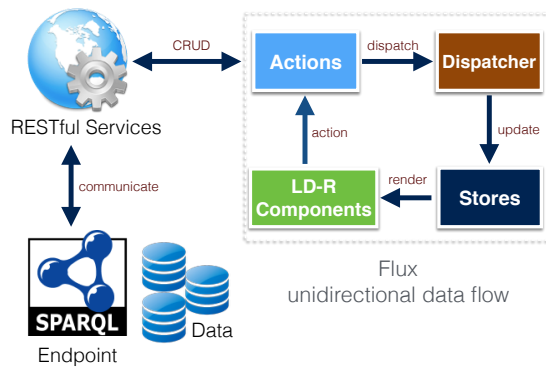 CRUD
Actions
dispatch
Dispatcher
RESTful Services
action
update
communicate
LD-R
Components
render
Stores
SPARQL
Data
Endpoint
Flux
unidirectional data flow